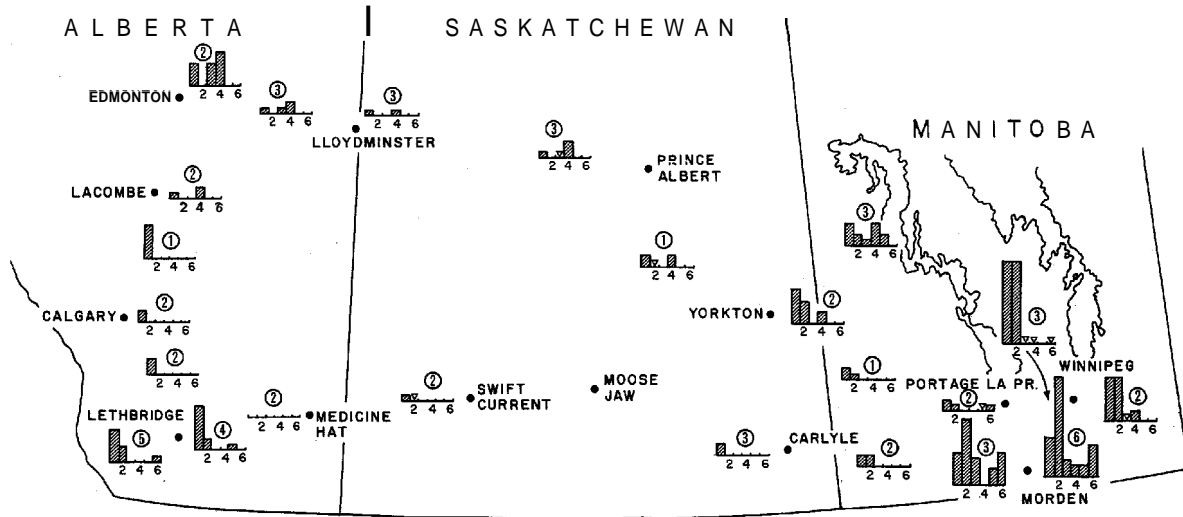 ALBERTA
SASKATCHEWAN
②
2 4 6
EDMONTON
③
2 4 6
③
2 4 6
LLOYDMINSTER
③
2 4 6
PRINCE
ALBERT
MANITOBA
LACOMBE
②
2 4 6
①
2 4 6
①
2 4 6
③
2 4 6
CALGARY
②
2 4 6
YORKTON
②
2 4 6
③
2 4 6
②
2 4 6
①
2 4 6
WINNIPEG
②
2 4 6
SWIFT
CURRENT
MOOSE
JAW
PORTAGE LA PR.
②
2 4 6
②
2 4 6
LETHBRIDGE
⑤
2 4 6
④
2 4 6
②
2 4 6
MEDICINE
HAT
③
2 4 6
CARLYLE
②
2 4 6
③
2 4 6
⑥
2 4 6
MORDEN